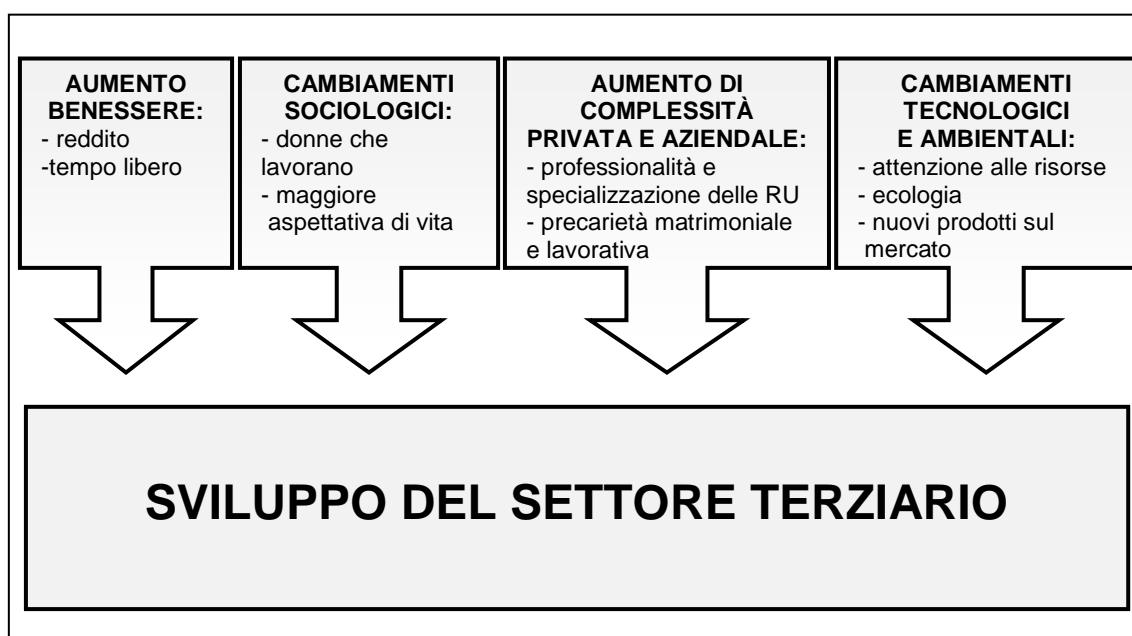 AUMENTO
BENESSERE:
- reddito
-tempo libero
CAMBIAMENTI
SOCIOLOGICI:
- donne che
lavorano
- maggiore
aspettativa di vita
AUMENTO DI
COMPLESSITÀ
PRIVATA E AZIENDALE:
- professionalità e
specializzazione delle RU
- precarietà matrimoniale
e lavorativa
CAMBIAMENTI
TECNOLOGICI
E AMBIENTALI:
- attenzione alle risorse
- ecologia
- nuovi prodotti sul
mercato
SVILUPPO DEL SETTORE TERZIARIO